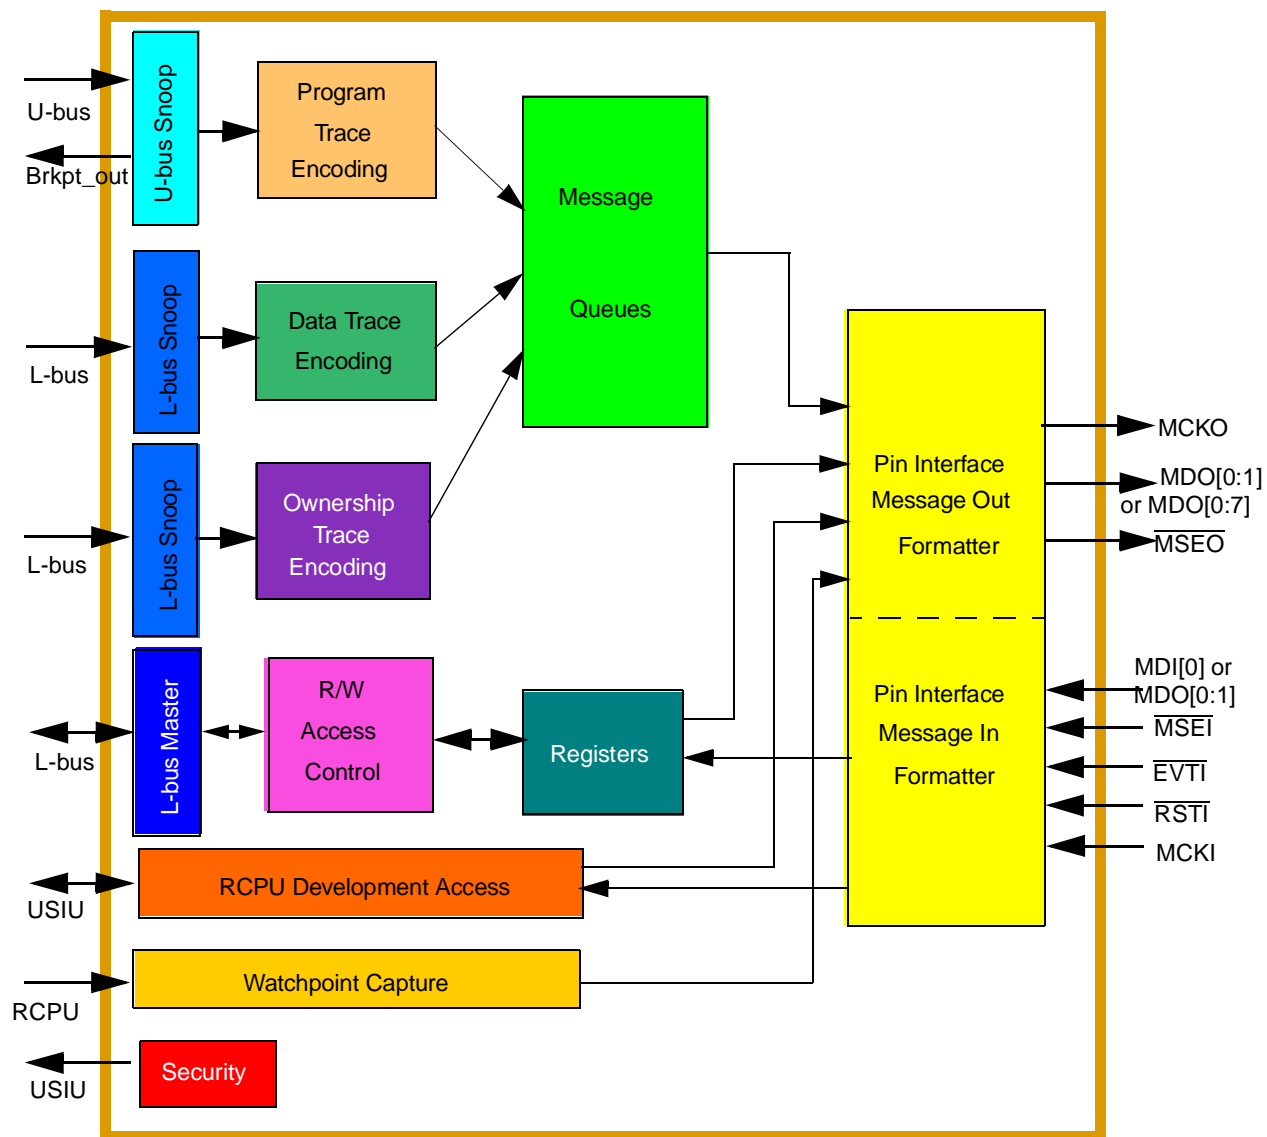 U-bus
Brkpt_out
U-bus Snoop
Program
Trace
Encoding
Message
Queues
L-bus
L-bus Snoop
Data Trace
Encoding
L-bus
L-bus Snoop
Ownership
Trace
Encoding
L-bus
L-bus Master
R/W
Access
Control
Registers
USIU
RCPU Development Access
RCPU
Watchpoint Capture
USIU
Security
Pin Interface
Message Out
Formatter
Pin Interface
Message In
Formatter
MCKO
MDO[0:1]
or MDO[0:7]
MSEO
MDI[0] or
MDO[0:1]
MSEI
EVTI
RSTI
MCKI